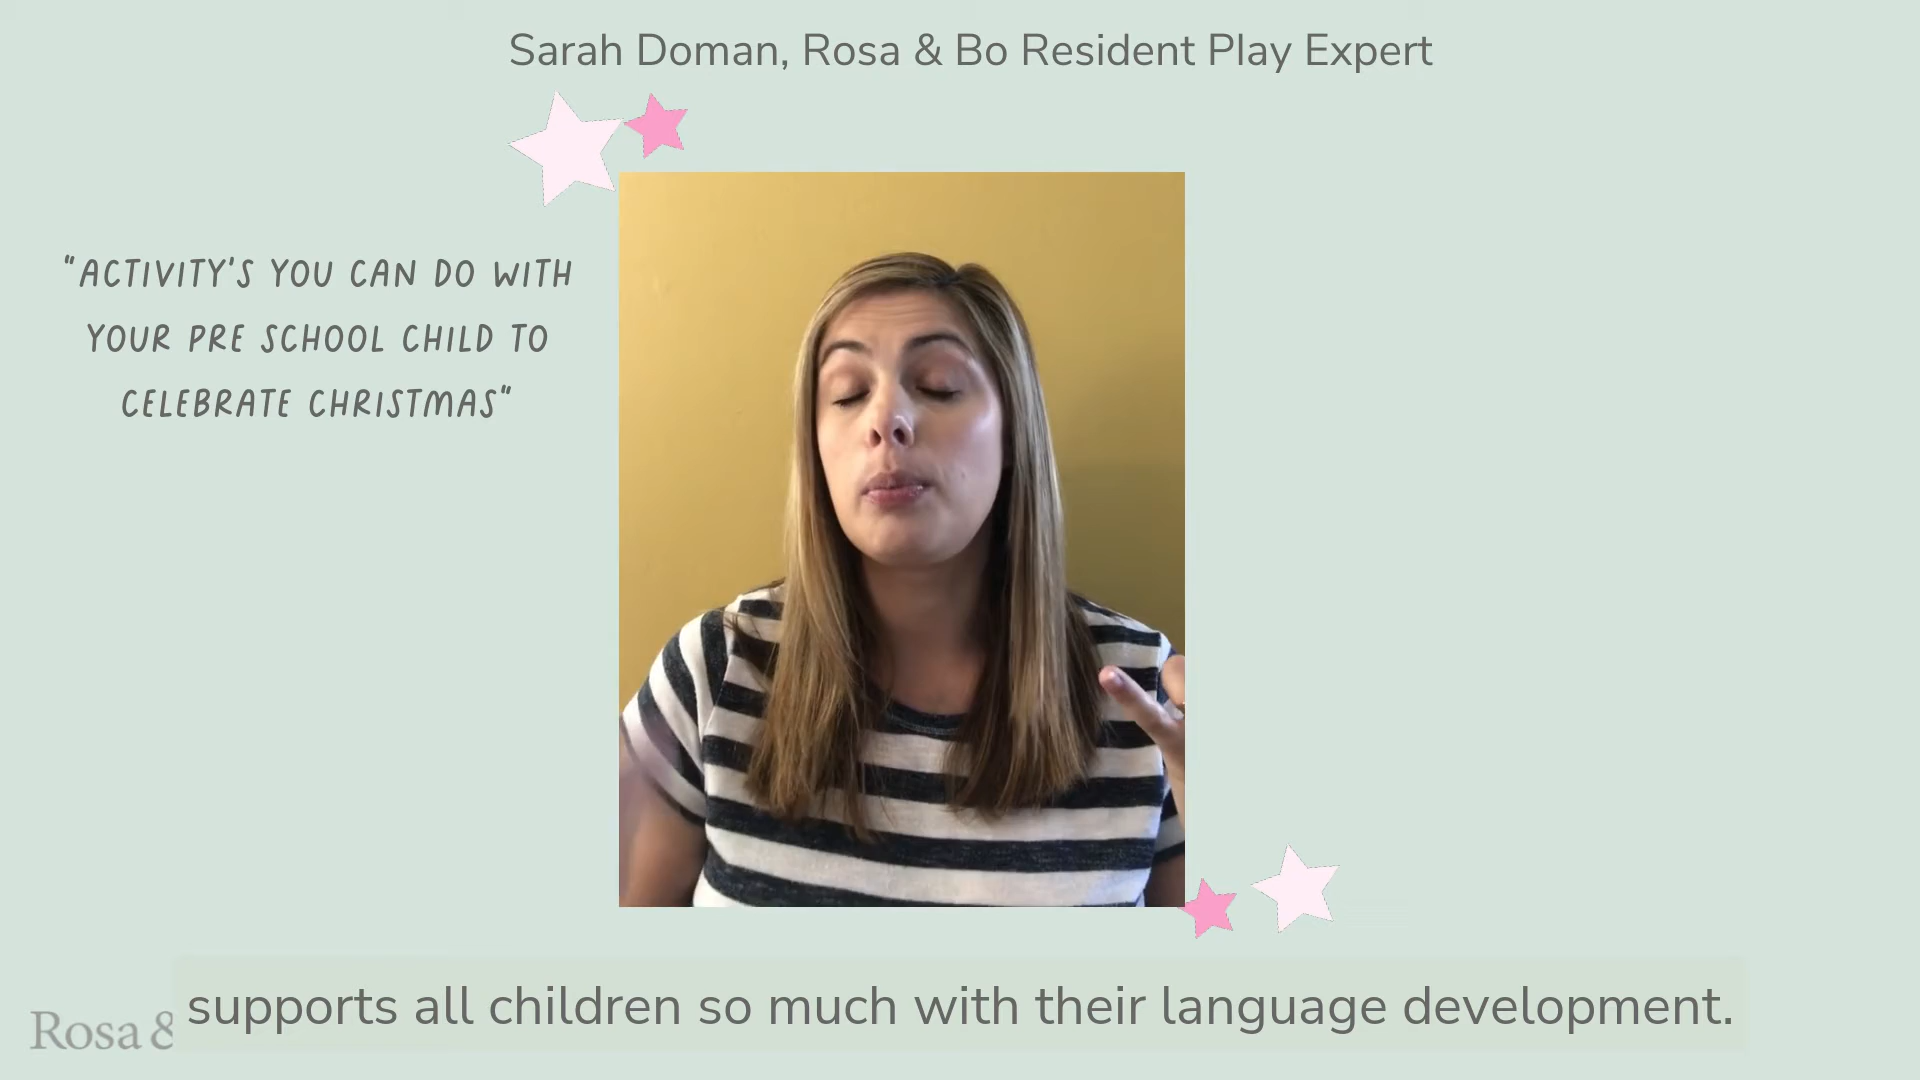 Sarah Doman, Rosa & Bo Resident Play Expert
"ACTIVITY'S YOU CAN DO WITH
YOUR PRE SCHOOL CHILD TO
CELEBRATE CHRISTMAS"
supports all children so much with their language development.
Rosa &